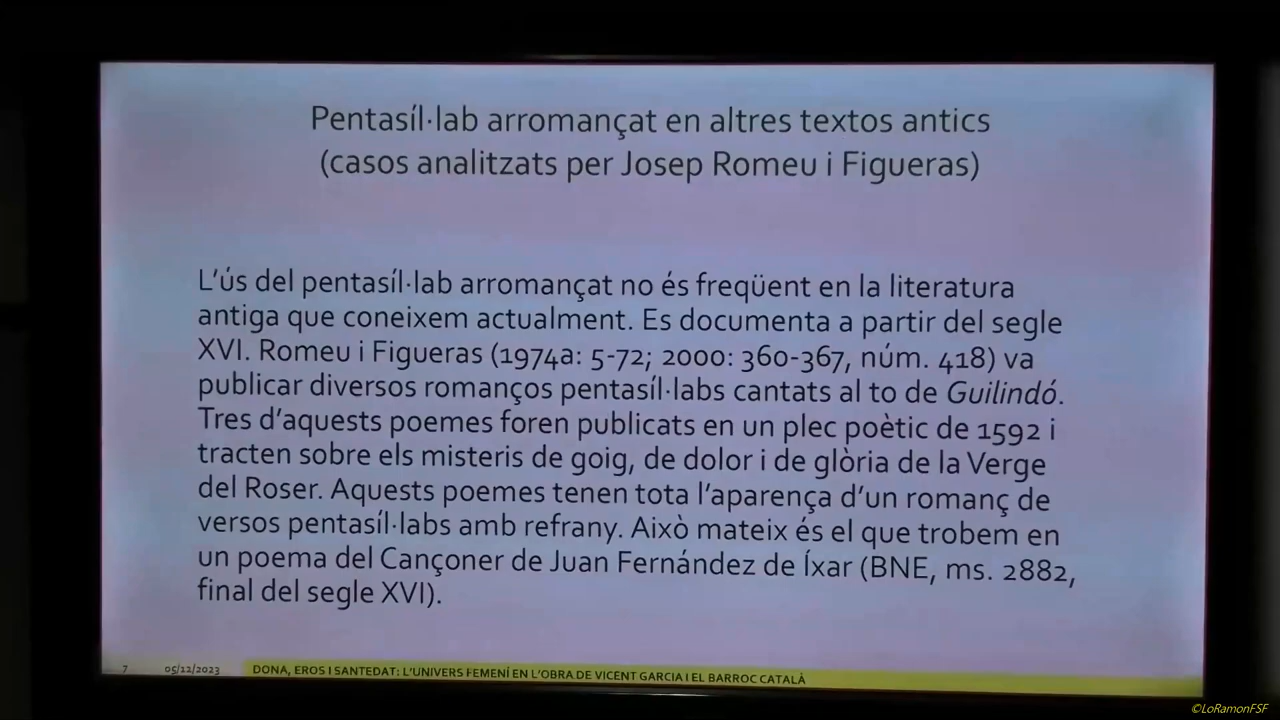 Pentasíl·lab arromançat en altres textos antics
(casos analitzats per Josep Romeu i Figueras)
L'ús del pentasíl·lab arromançat no és freqüent en la literatura
antiga que coneixem actualment. Es documenta a partir del segle
XVI. Romeu i Figueras (1974a: 5-72; 2000: 360-367, núm. 418) va
publicar diversos romanços pentasíl·labs cantats al to de Guilindó.
Tres d'aquests poemes foren publicats en un plec poètic de 1592 i
tracten sobre els misteris de goig, de dolor i de glòria de la Verge
del Roser. Aquests poemes tenen tota l'aparença d'un romanç de
versos pentasíl·labs amb refrany. Això mateix és el que trobem en
un poema del Cançoner de Juan Fernández de Íxar (BNE, ms. 2882,
final del segle XVI).
7 05/12/2023 DONA, EROS I SANTEDAT: L'UNIVERS FEMENÍ EN L'OBRA DE VICENT GARCIA I EL BARROC CATALÀ
©LoRamonFSF